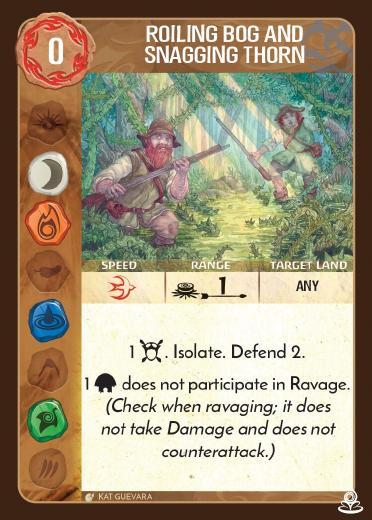 0
ROILING BOG AND
SNAGGING THORN
SPEED RANGE TARGET LAND
1 ANY
1 . Isolate. Defend 2.
1 does not participate in Ravage.
(Check when ravaging; it does
not take Damage and does not
counterattack.)
KAT GUEVARA